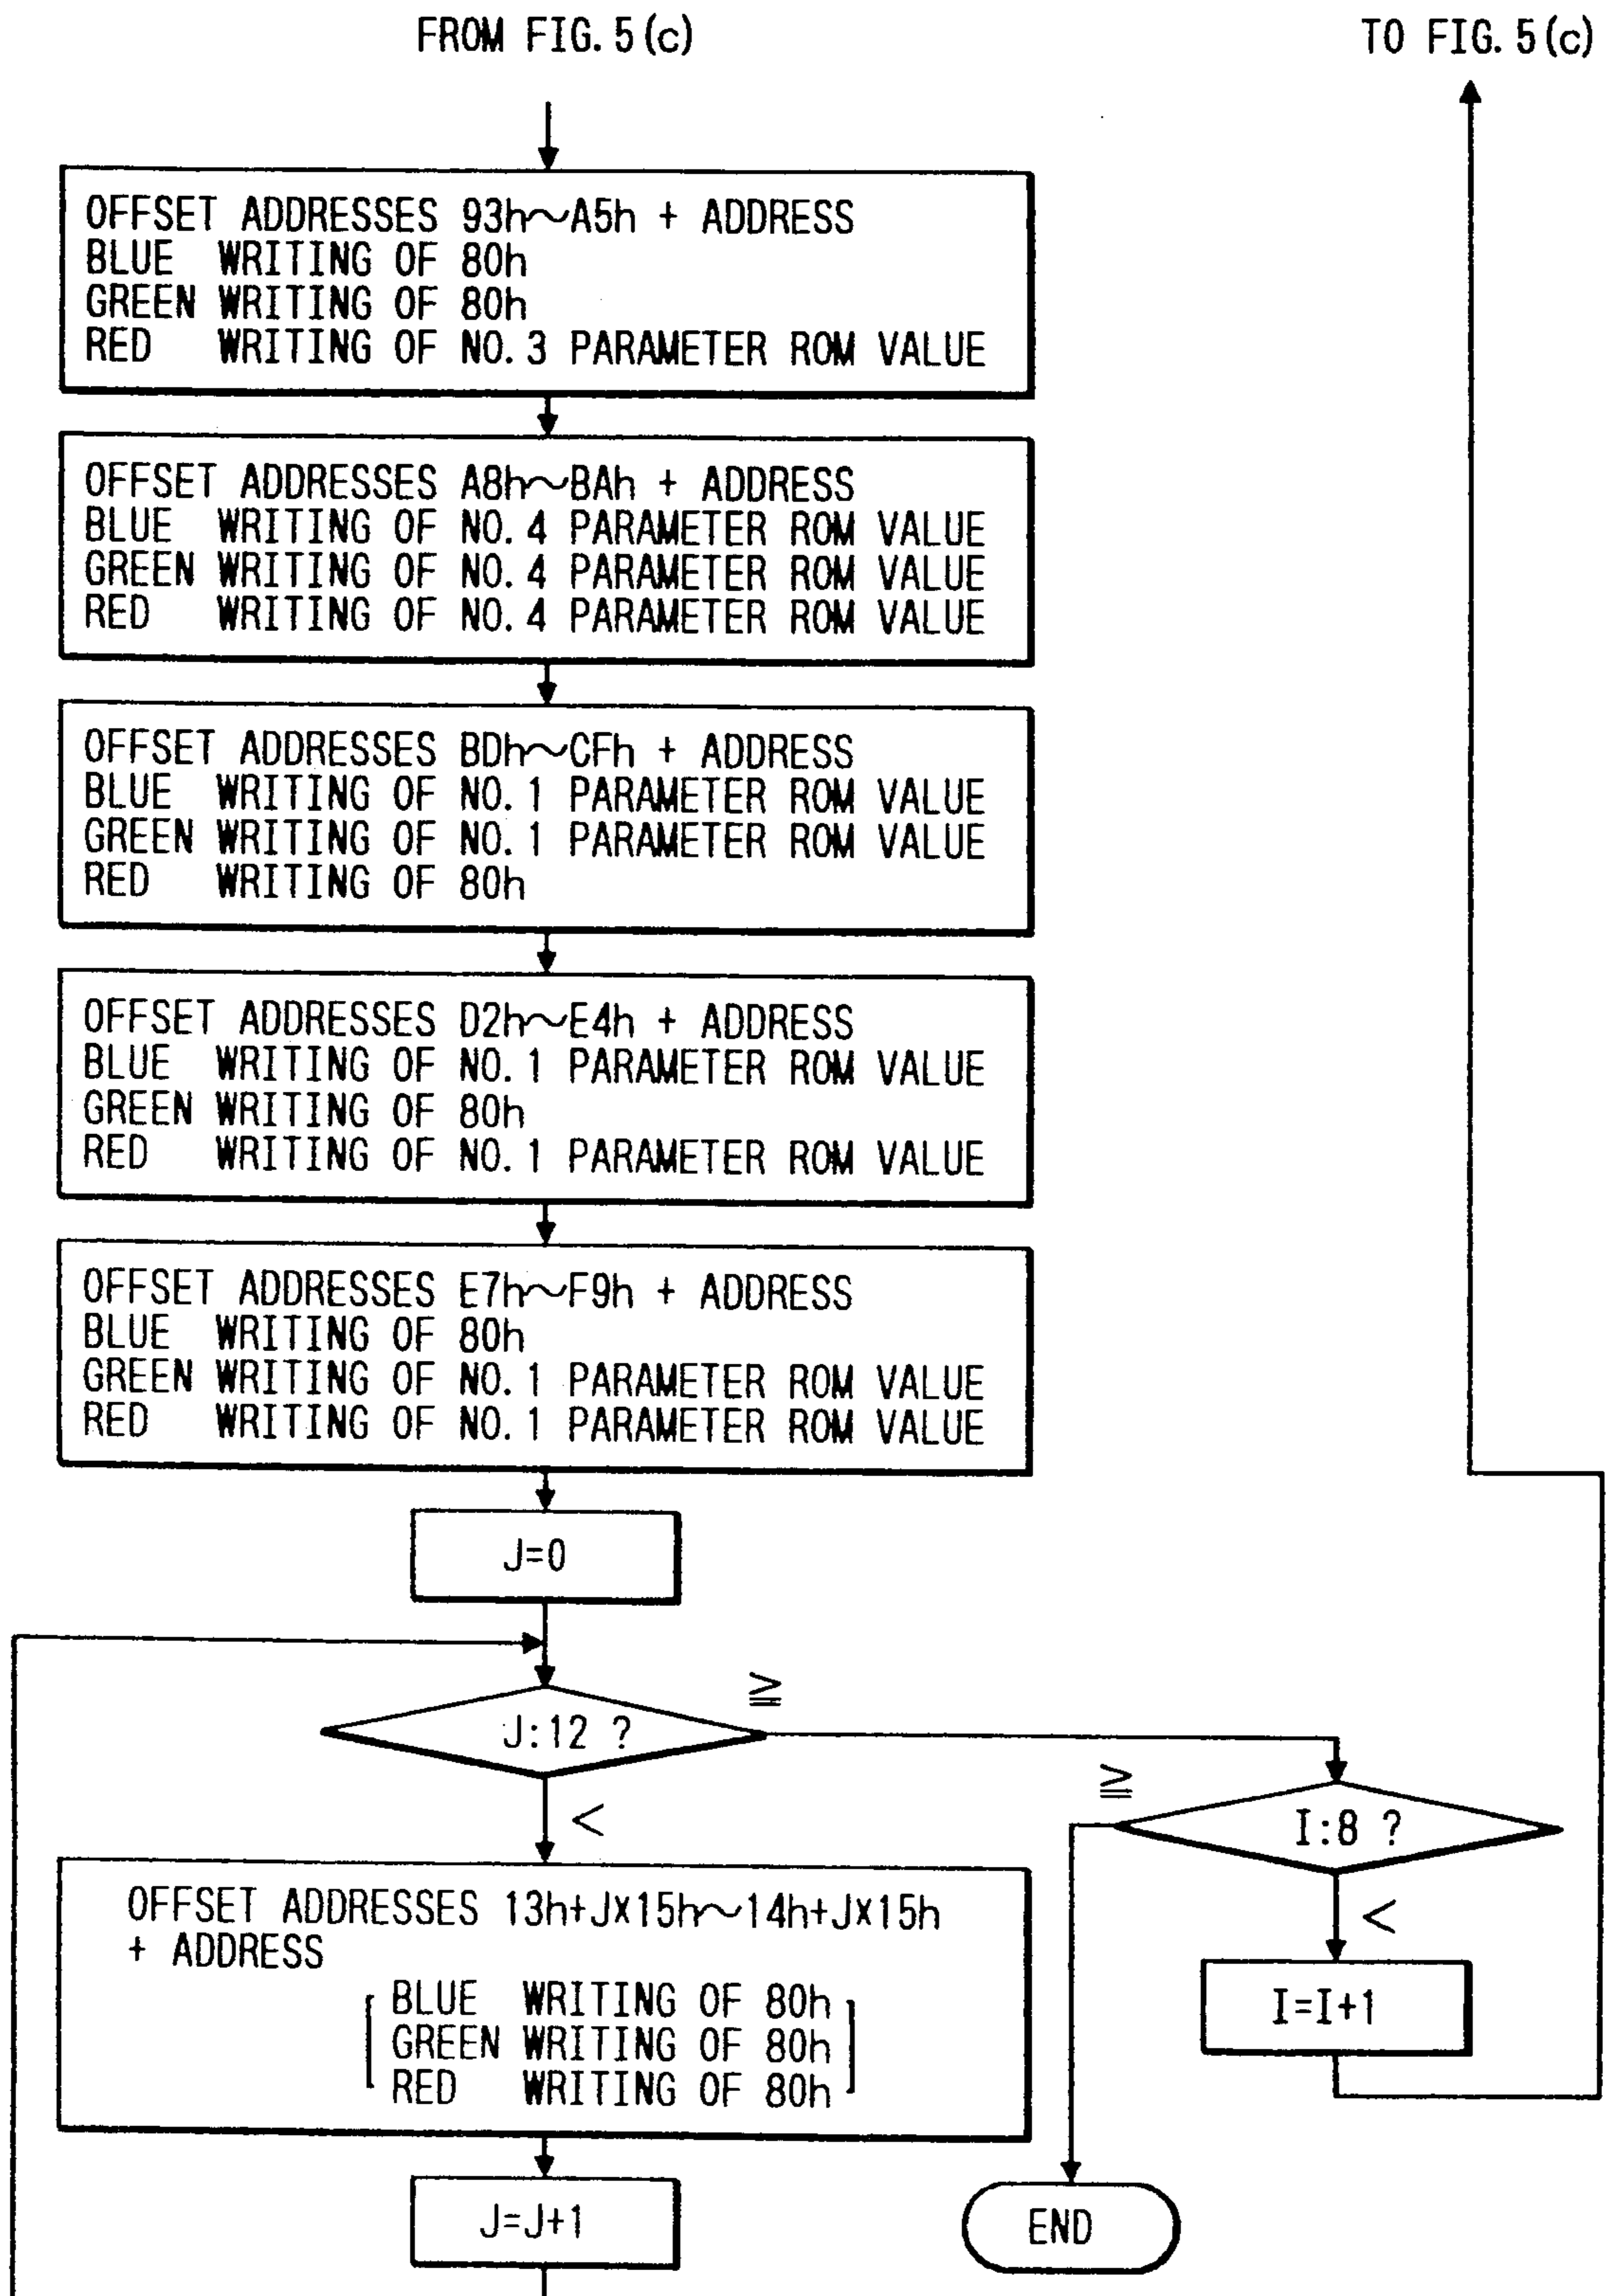 FROM FIG. 5(c)
TO FIG. 5(c)
OFFSET ADDRESSES 93h~A5h + ADDRESS
BLUE WRITING OF 80h
GREEN WRITING OF 80h
RED WRITING OF NO. 3 PARAMETER ROM VALUE
OFFSET ADDRESSES A8h~BAh + ADDRESS
BLUE WRITING OF NO. 4 PARAMETER ROM VALUE
GREEN WRITING OF NO. 4 PARAMETER ROM VALUE
RED WRITING OF NO. 4 PARAMETER ROM VALUE
OFFSET ADDRESSES BDh~CFh + ADDRESS
BLUE WRITING OF NO. 1 PARAMETER ROM VALUE
GREEN WRITING OF NO. 1 PARAMETER ROM VALUE
RED WRITING OF 80h
OFFSET ADDRESSES D2h~E4h + ADDRESS
BLUE WRITING OF NO. 1 PARAMETER ROM VALUE
GREEN WRITING OF 80h
RED WRITING OF NO. 1 PARAMETER ROM VALUE
OFFSET ADDRESSES E7h~F9h + ADDRESS
BLUE WRITING OF 80h
GREEN WRITING OF NO. 1 PARAMETER ROM VALUE
RED WRITING OF NO. 1 PARAMETER ROM VALUE
J=0
≧
J:12 ?
≧
<
I:8 ?
OFFSET ADDRESSES 13h+J×15h~14h+J×15h
+ ADDRESS
<
BLUE WRITING OF 80h
GREEN WRITING OF 80h
RED WRITING OF 80h
I=I+1
J=J+1
END